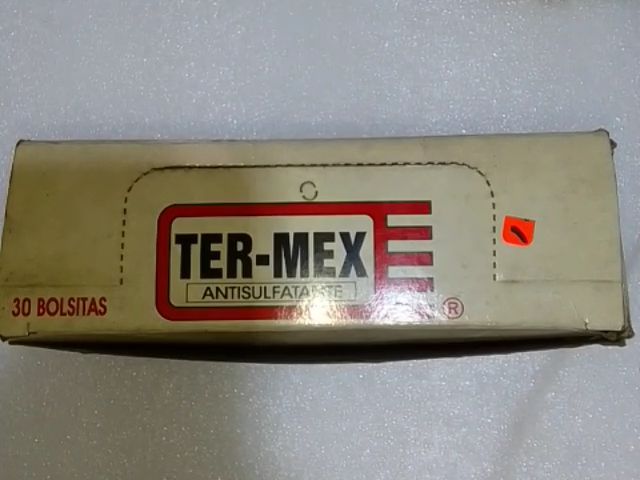 TER-MEX
ANTISULFATANTE
30 BOLSITAS
®